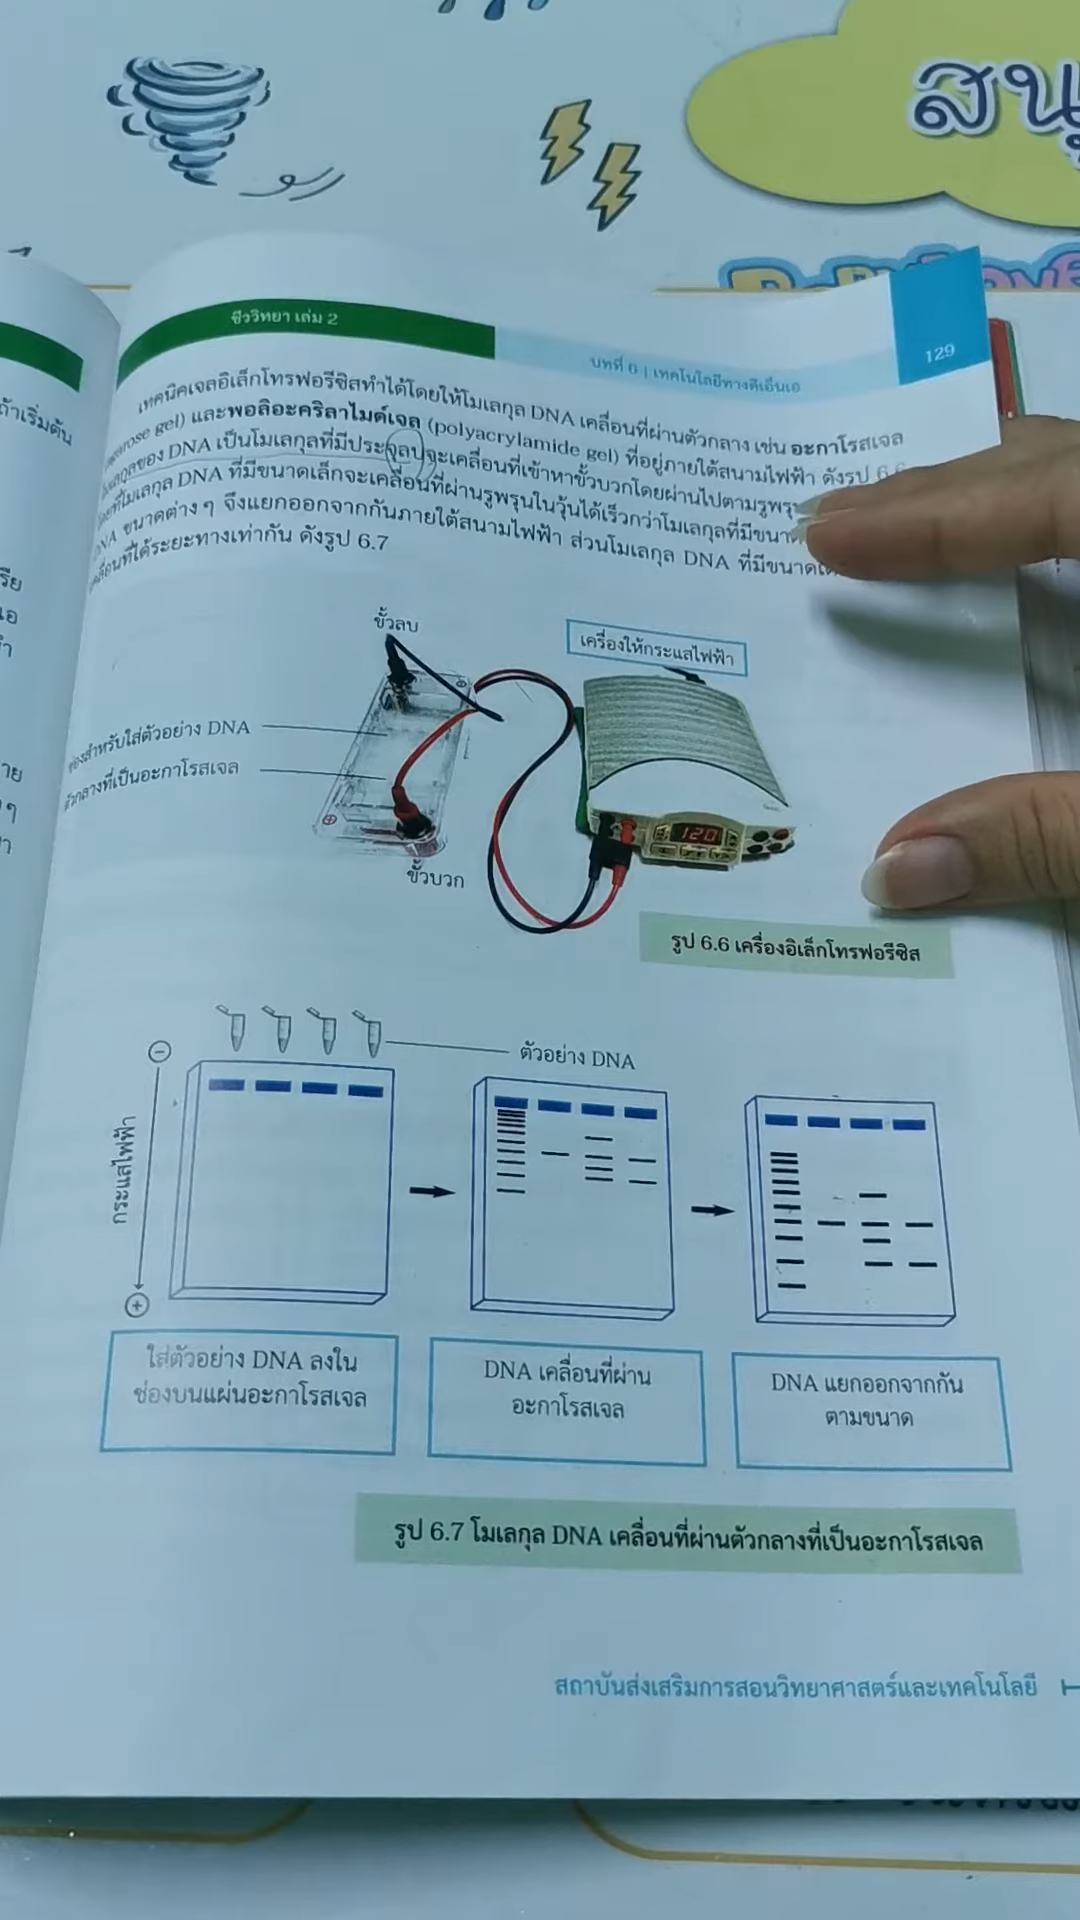 สนุ
ชีววิทยา เล่ม 2
บทที่ 6 | เทคโนโลยีทางดีเอ็นเอ
129
ถ้าเริ่มต้น
เทคนิคเจลอิเล็กโทรฟอรีซิสทำได้โดยให้โมเลกุล DNA เคลื่อนที่ผ่านตัวกลาง เช่น อะกาโรสเจล
gel) และพอลิอะคริลาไมด์เจล (polyacrylamide gel) ที่อยู่ภายใต้สนามไฟฟ้า ดังรูป 6.6
ของ DNA เป็นโมเลกุลที่มีประจุลบ จะเคลื่อนที่เข้าหาขั้วบวกโดยผ่านไปตามรูพรุน
โมเลกุล DNA ที่มีขนาดเล็กจะเคลื่อนที่ผ่านรูพรุนในวุ้นได้เร็วกว่าโมเลกุลที่มีขนาด
DNA ขนาดต่าง ๆ จึงแยกออกจากกันภายใต้สนามไฟฟ้า ส่วนโมเลกุล DNA ที่มีขนาด
เคลื่อนที่ได้ระยะทางเท่ากัน ดังรูป 6.7
ขั้วลบ
เครื่องให้กระแสไฟฟ้า
ช่องสำหรับใส่ตัวอย่าง DNA
ตัวกลางที่เป็นอะกาโรสเจล
120
ขั้วบวก
รูป 6.6 เครื่องอิเล็กโทรฟอรีซิส
ตัวอย่าง DNA
กระแสไฟฟ้า
ใส่ตัวอย่าง DNA ลงใน
ช่องบนแผ่นอะกาโรสเจล
DNA เคลื่อนที่ผ่าน
อะกาโรสเจล
DNA แยกออกจากกัน
ตามขนาด
รูป 6.7 โมเลกุล DNA เคลื่อนที่ผ่านตัวกลางที่เป็นอะกาโรสเจล
สถาบันส่งเสริมการสอนวิทยาศาสตร์และเทคโนโลยี